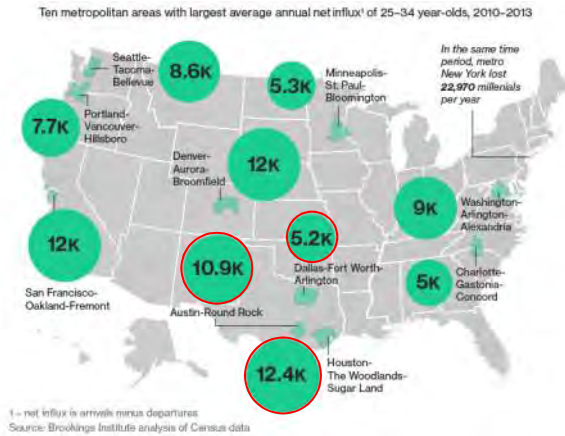 Ten metropolitan areas with largest average annual net influx¹ of 25–34 year-olds, 2010–2013
Seattle-
Tacoma-
Bellevue
8.6K
5.3K
Minneapolis-
St. Paul-
Bloomington
In the same time
period, metro
New York lost
22,970 millenials
per year
7.7K
Portland-
Vancouver-
Hillsboro
Denver-
Aurora-
Broomfield
12K
9K
Washington-
Arlington-
Alexandria
12K
San Francisco-
Oakland-Fremont
10.9K
Austin-Round Rock
5.2K
Dallas-Fort Worth-
Arlington
5K
Charlotte-
Gastonia-
Concord
12.4K
Houston-
The Woodlands-
Sugar Land
1 – net influx is arrivals minus departures
Source: Brookings Institute analysis of Census data